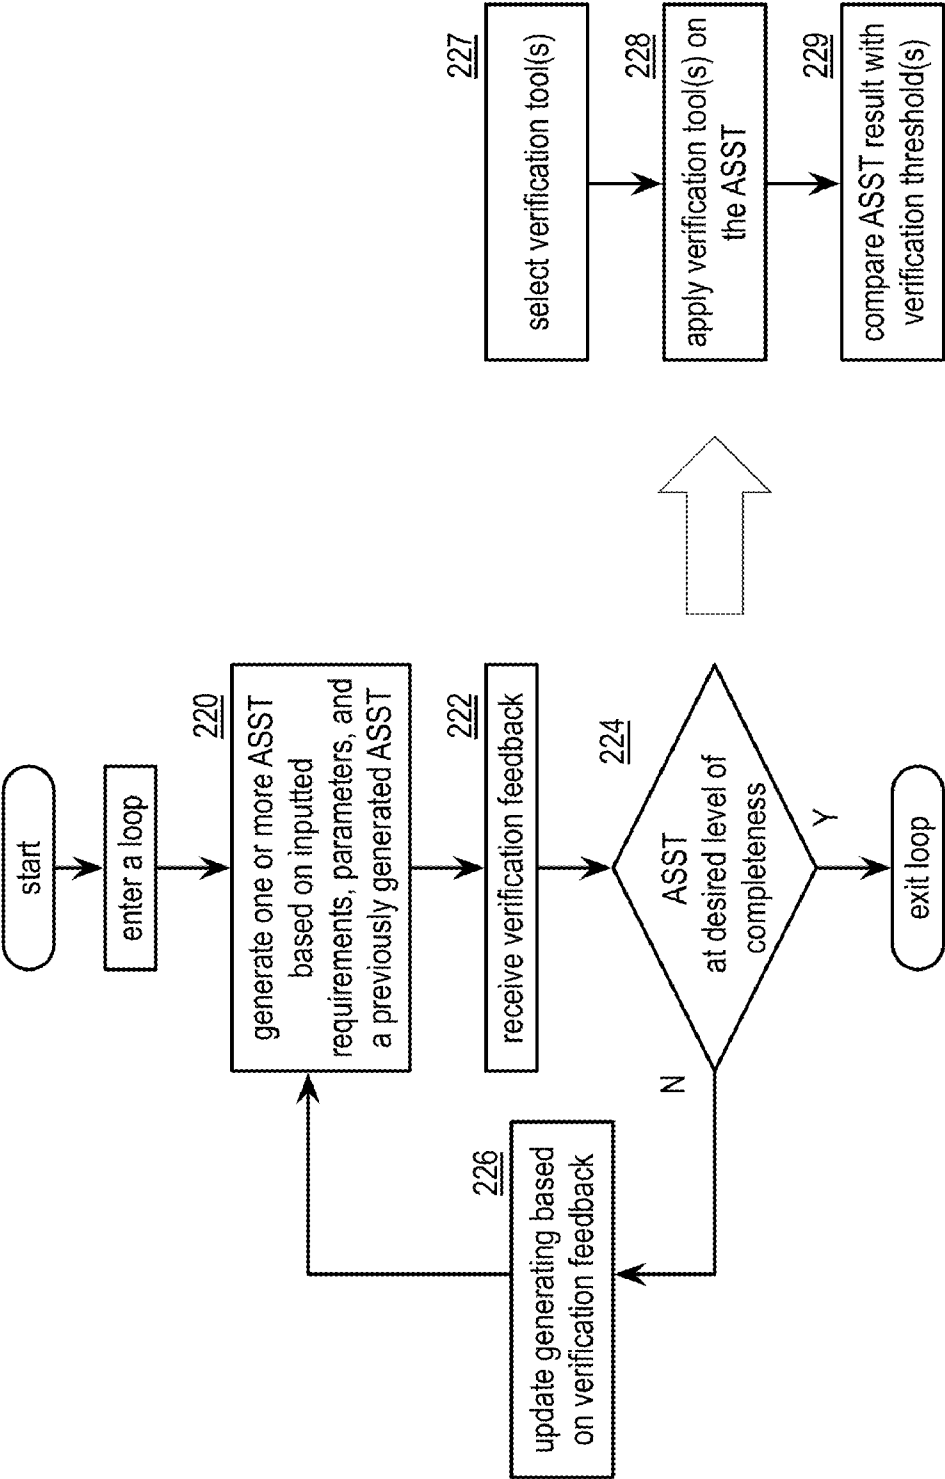 start
enter a loop
220
generate one or more ASST
based on inputted
requirements, parameters, and
a previously generated ASST
222
receive verification feedback
224
ASST
at desired level of
completeness
N
Y
226
update generating based
on verification feedback
exit loop
227
select verification tool(s)
228
apply verification tool(s) on
the ASST
229
compare ASST result with
verification threshold(s)